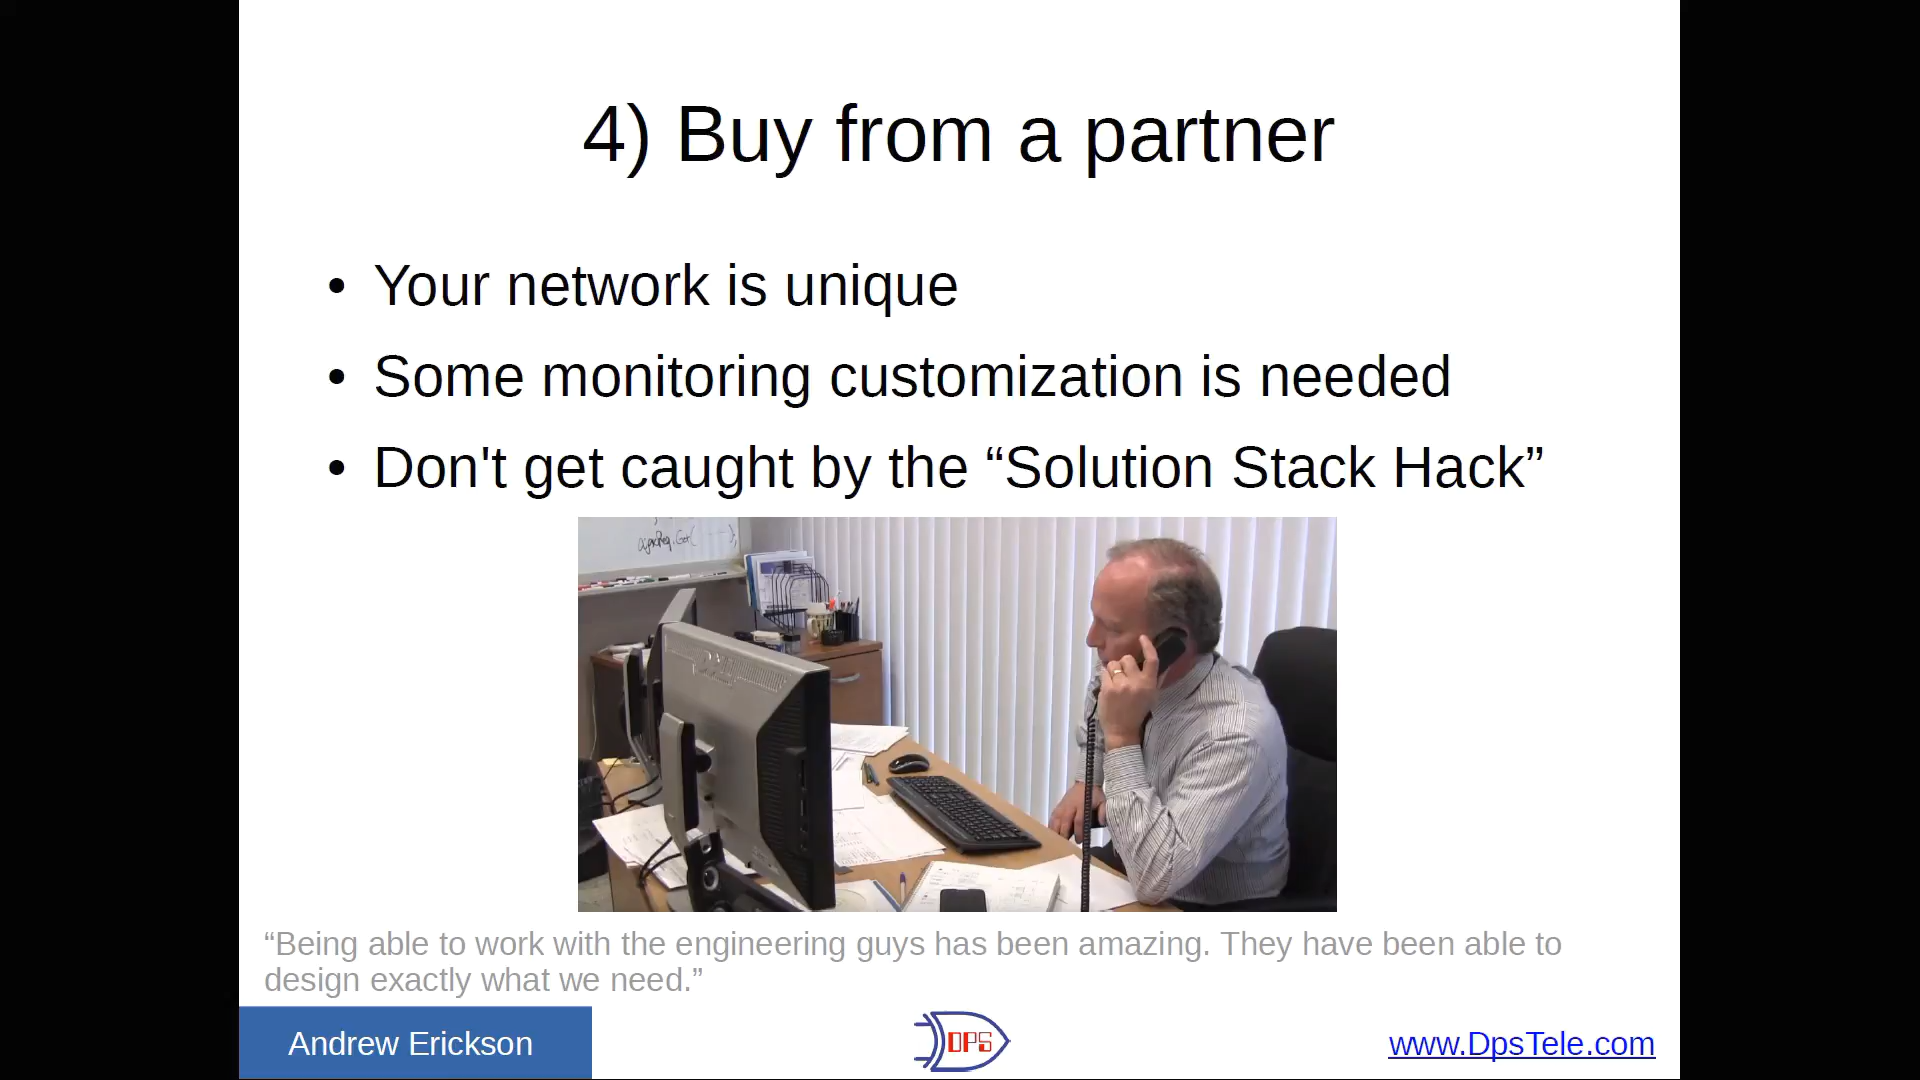 4) Buy from a partner
• Your network is unique
• Some monitoring customization is needed
• Don't get caught by the “Solution Stack Hack”
“Being able to work with the engineering guys has been amazing. They have been able to
design exactly what we need.”
Andrew Erickson
DPS
www.DpsTele.com